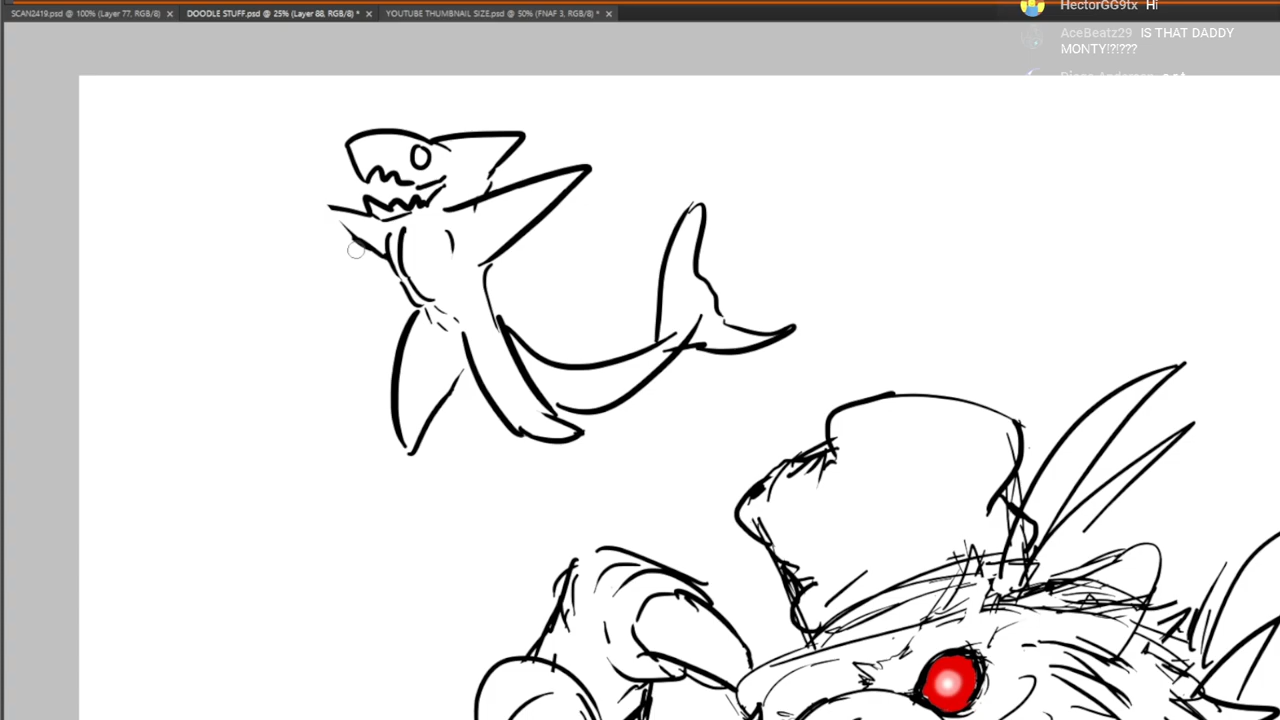 SCAN2419.psd @ 100% (Layer 77, RGB/8) ×
DOODLE STUFF.psd @ 25% (Layer 88, RGB/8) * ×
YOUTUBE THUMBNAIL SIZE.psd @ 50% (FNAF 3, RGB/8) * ×
HectorGG9tx Hi
AceBeatz29 IS THAT DADDY
MONTY!?!????